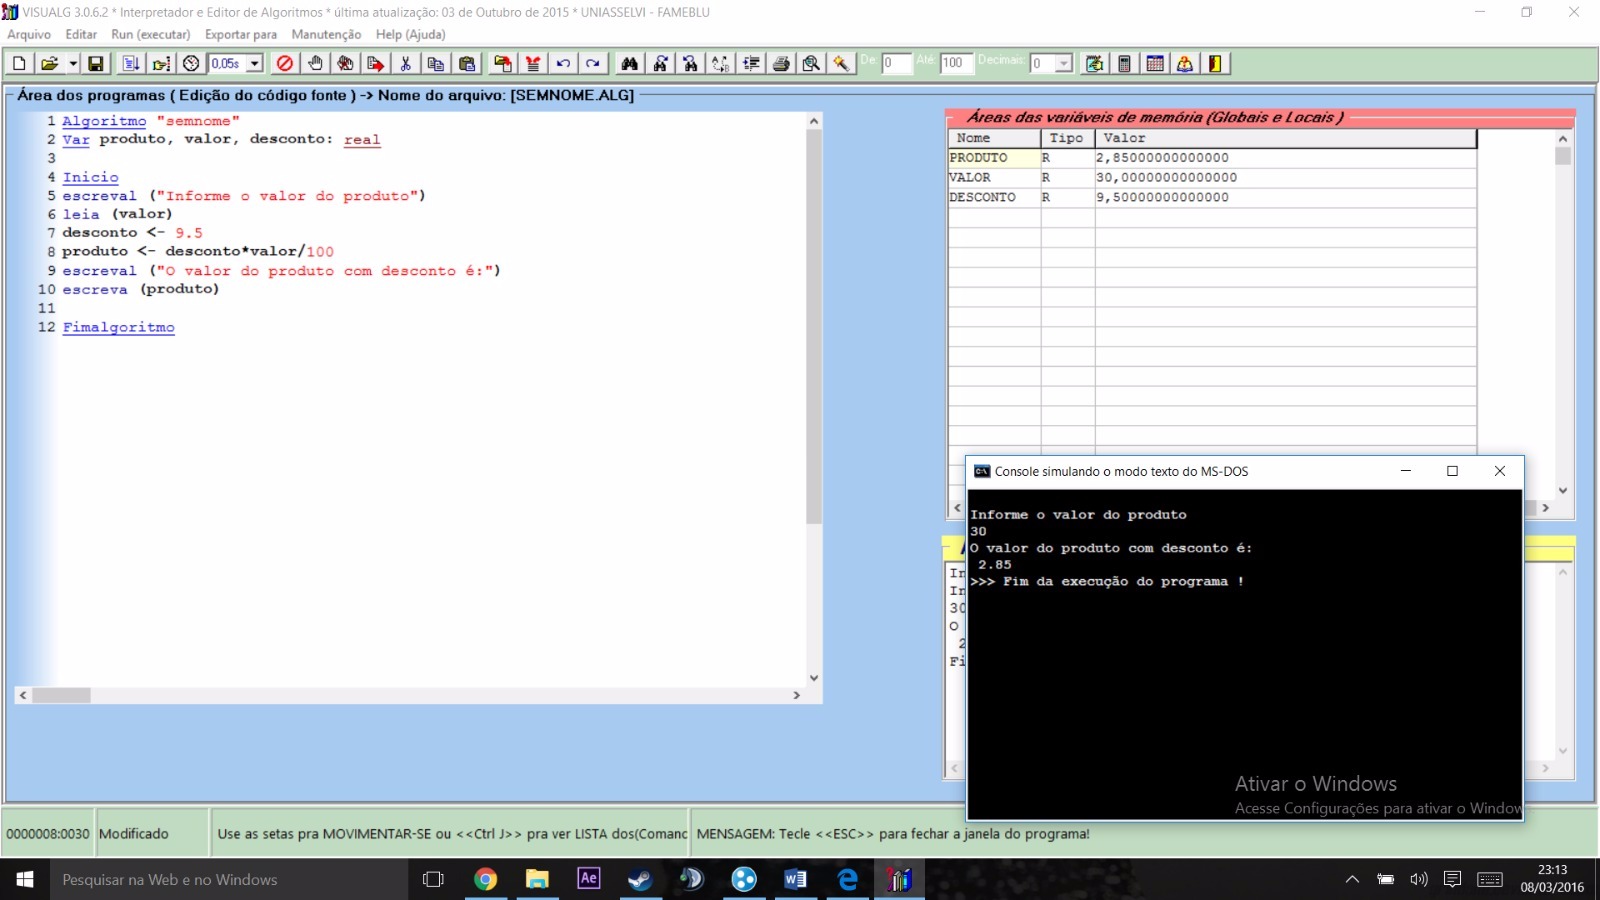 VISUALG 3.0.6.2 * Interpretador e Editor de Algoritmos * última atualização: 03 de Outubro de 2015 * UNIASSELVI - FAMEBLU
Arquivo Editar Run (executar) Exportar para Manutenção Help (Ajuda)
0,05s De: 0 Até: 100 Decimais: 0
Área dos programas ( Edição do código fonte ) -> Nome do arquivo: [SEMNOME.ALG]
1 Algoritmo "semnome"
2 Var produto, valor, desconto: real
3
4 Inicio
5 escreval ("Informe o valor do produto")
6 leia (valor)
7 desconto <- 9.5
8 produto <- desconto*valor/100
9 escreval ("O valor do produto com desconto é:")
10 escreva (produto)
11
12 Fimalgoritmo
Áreas das variáveis de memória (Globais e Locais )
Nome Tipo Valor
PRODUTO R 2,85000000000000
VALOR R 30,00000000000000
DESCONTO R 9,50000000000000
In
In
30
O
2
Fi
Console simulando o modo texto do MS-DOS
Informe o valor do produto
30
O valor do produto com desconto é:
2.85
>>> Fim da execução do programa !
Ativar o Windows
Acesse Configurações para ativar o Window
0000008:0030 Modificado Use as setas pra MOVIMENTAR-SE ou <<Ctrl J>> pra ver LISTA dos(Comanc MENSAGEM: Tecle <<ESC>> para fechar a janela do programa!
Pesquisar na Web e no Windows
Ae
23:13
08/03/2016